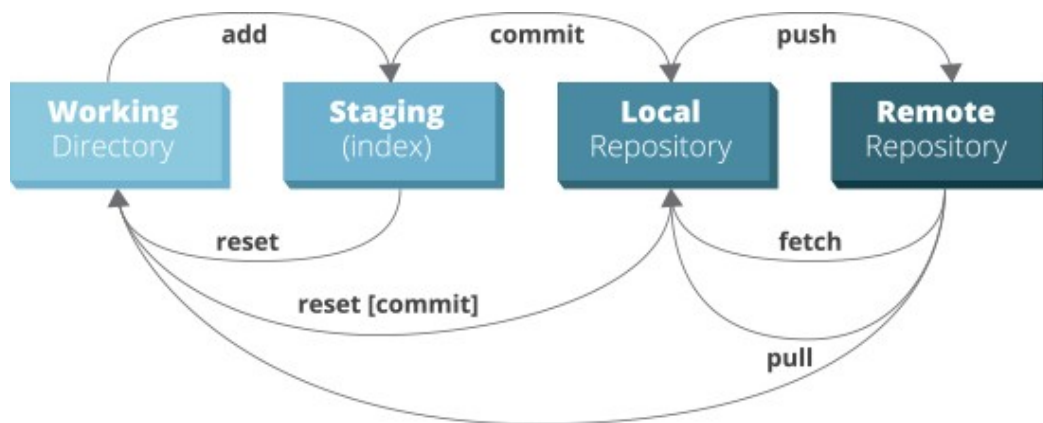 add
commit
push
Working
Directory
Staging
(index)
Local
Repository
Remote
Repository
reset
fetch
reset [commit]
pull